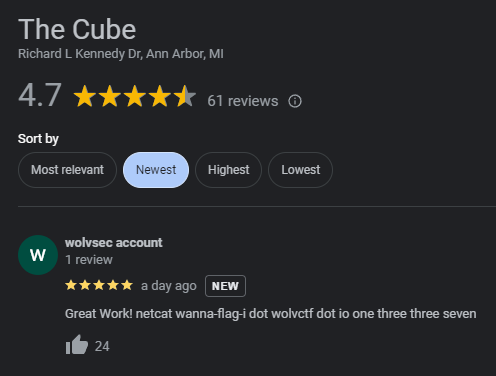 The Cube
Richard L Kennedy Dr, Ann Arbor, MI
4.7 61 reviews
Sort by
Most relevant Newest Highest Lowest
W wolvsec account
1 review
a day ago NEW
Great Work! netcat wanna-flag-i dot wolvctf dot io one three three seven
24